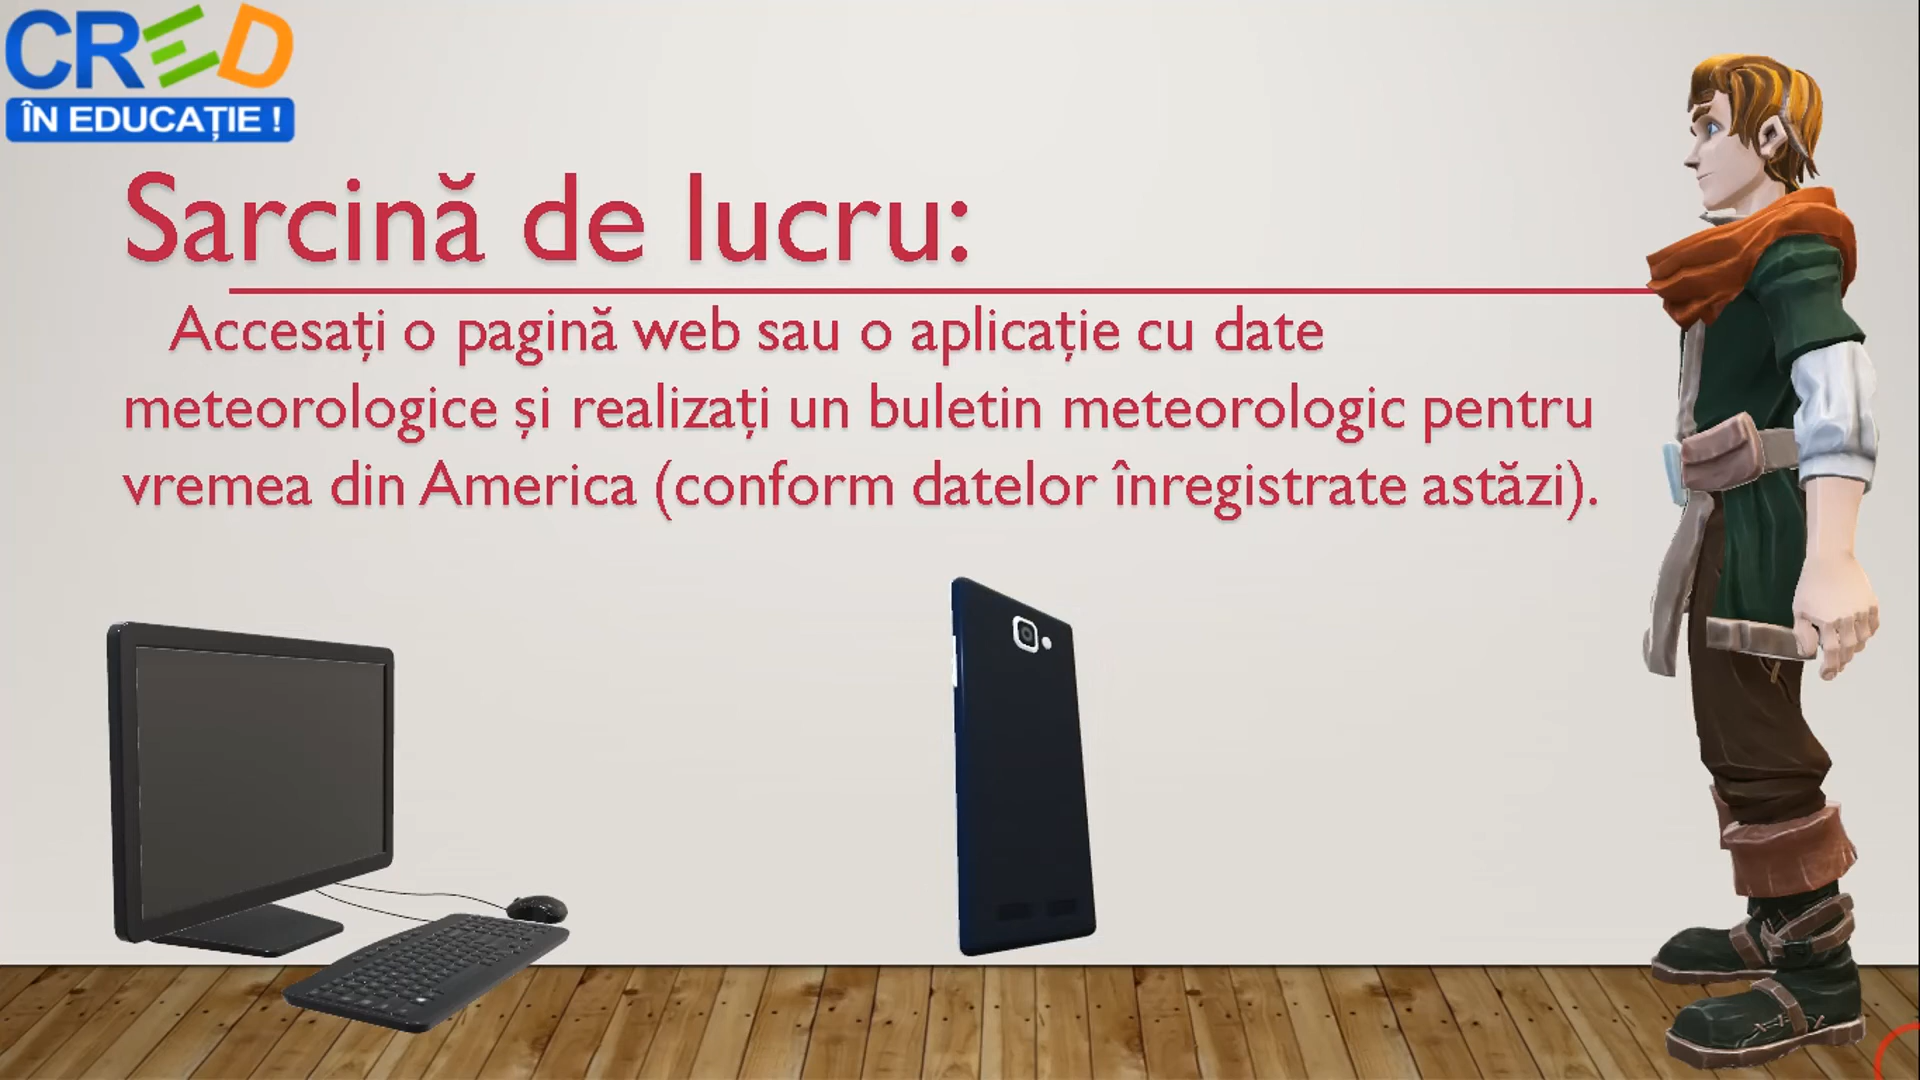 CRED
ÎN EDUCAȚIE !
Sarcină de lucru:
Accesați o pagină web sau o aplicație cu date
meteorologice și realizați un buletin meteorologic pentru
vremea din America (conform datelor înregistrate astăzi).